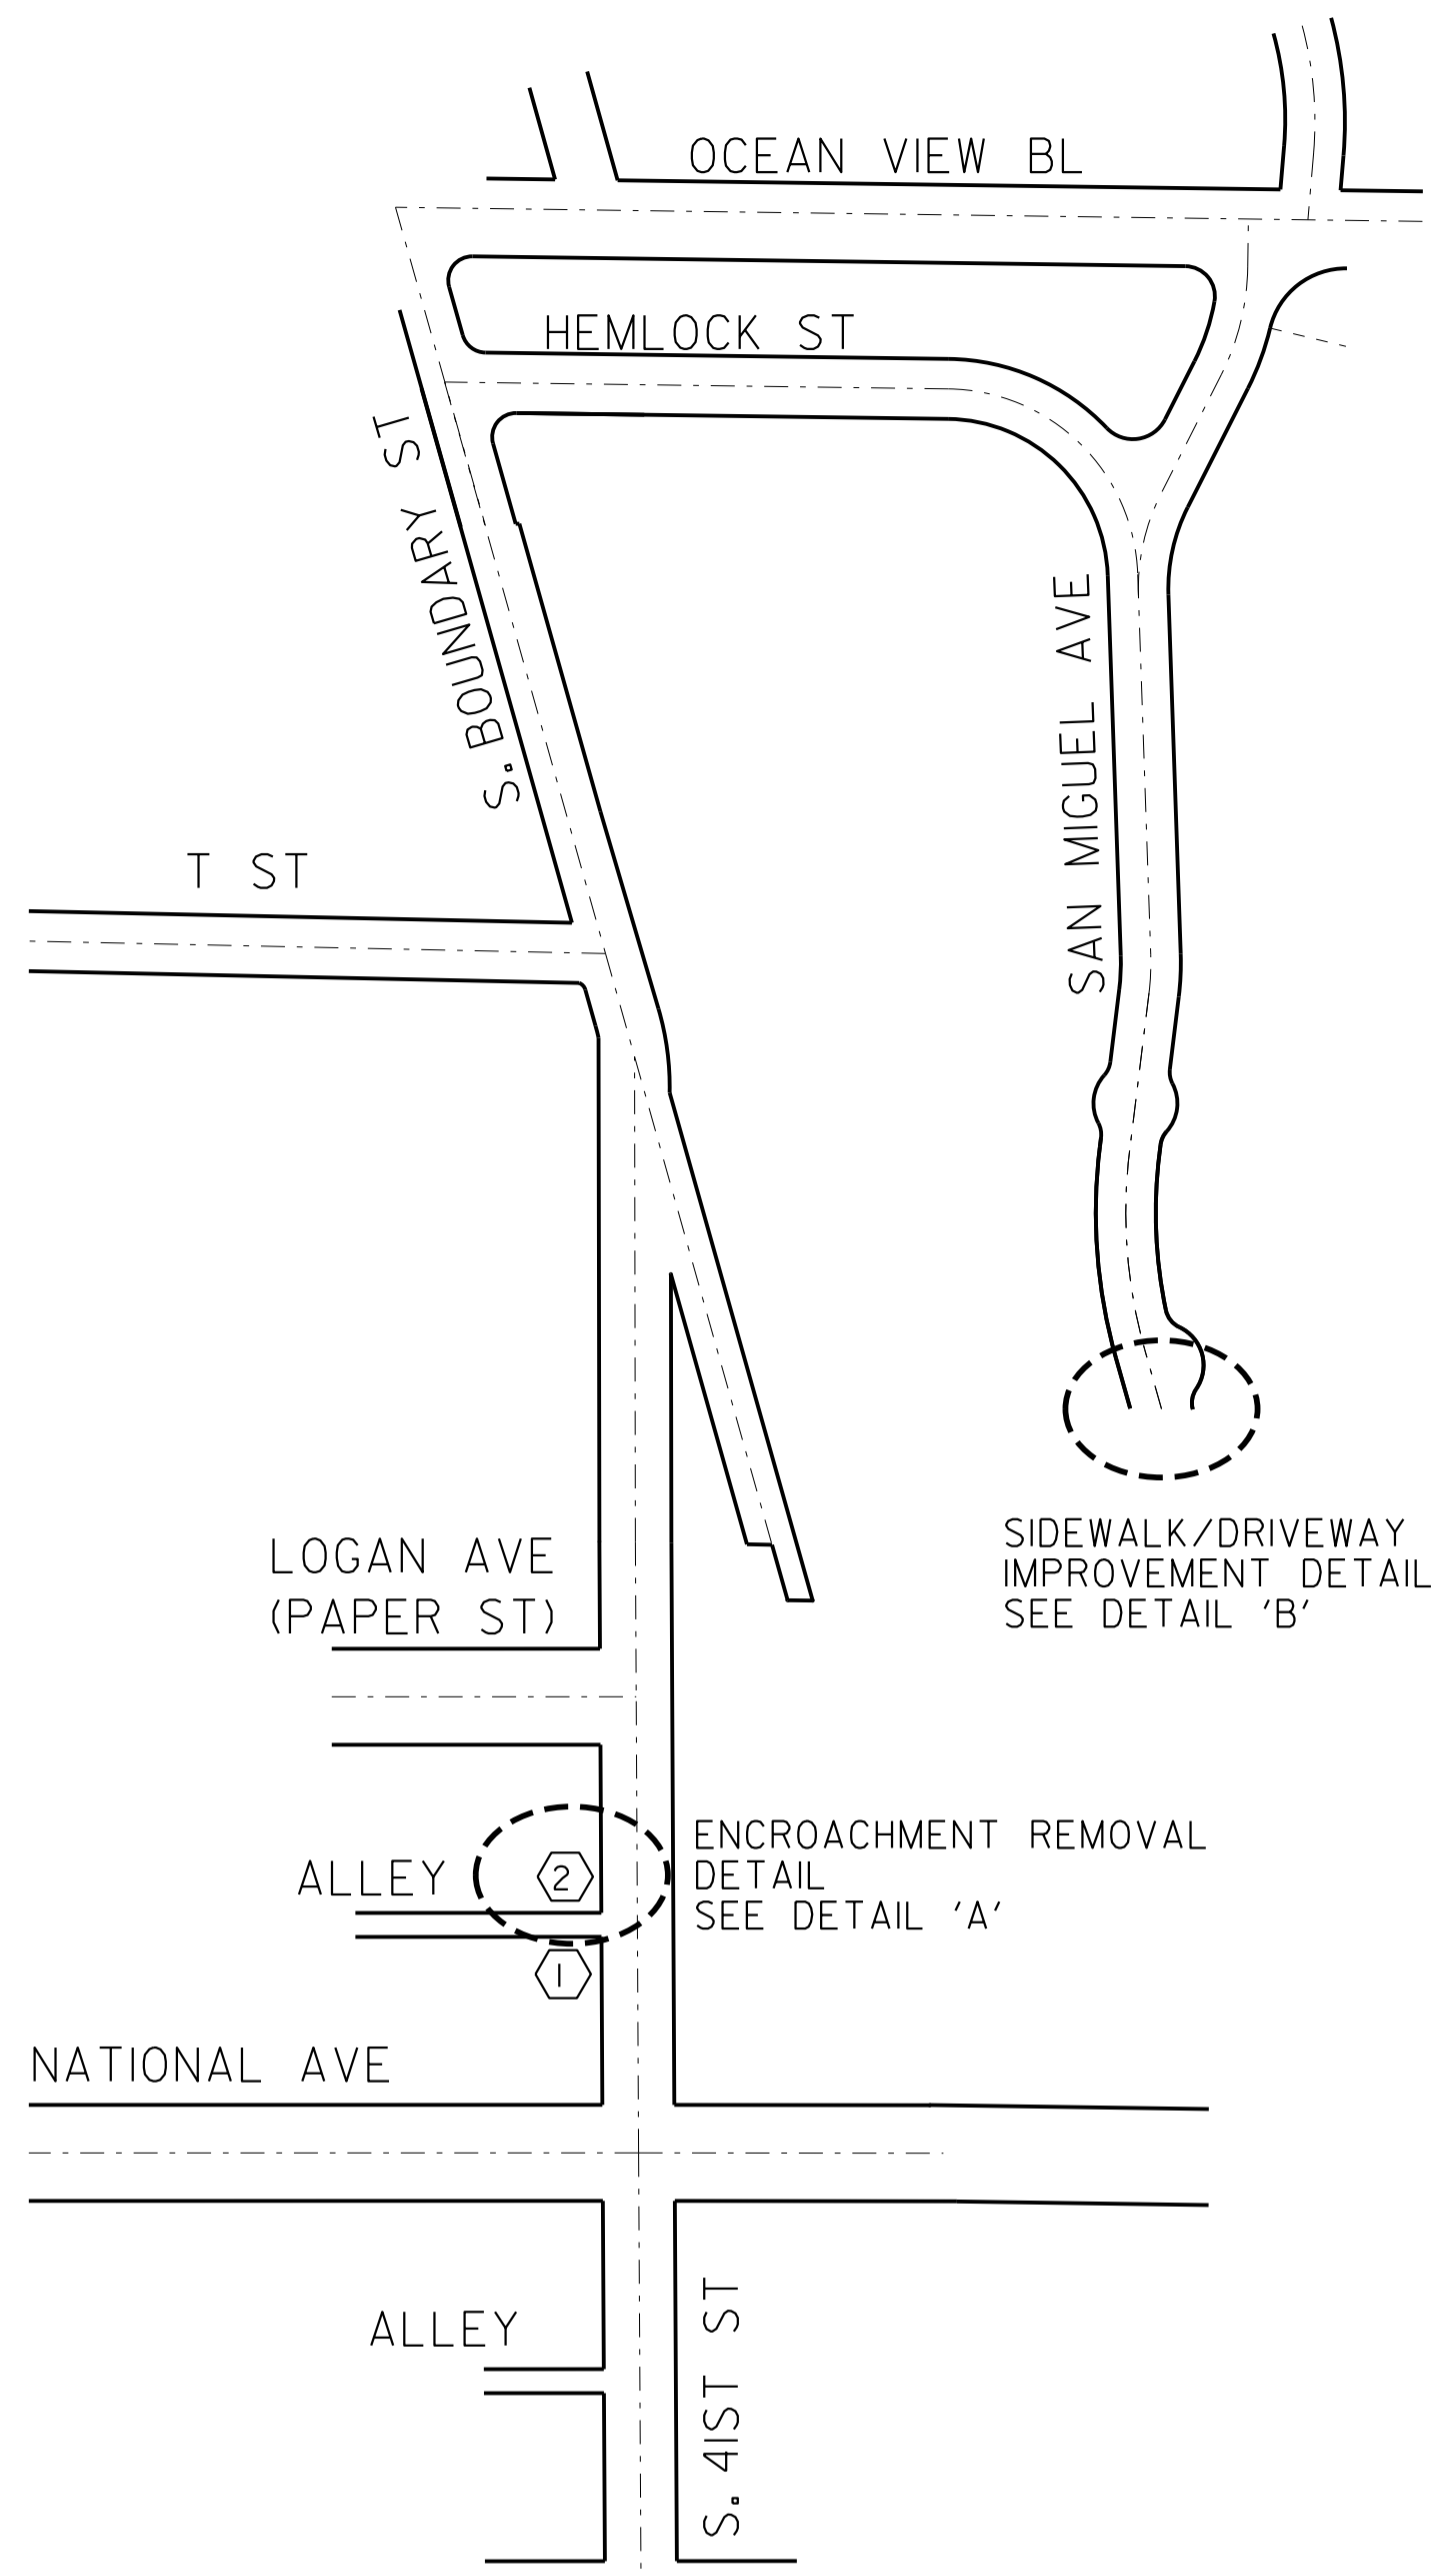 OCEAN VIEW BL
HEMLOCK ST
S. BOUNDARY ST
SAN MIGUEL AVE
T ST
SIDEWALK/DRIVEWAY
IMPROVEMENT DETAIL
SEE DETAIL 'B'
LOGAN AVE
(PAPER ST)
ENCROACHMENT REMOVAL
DETAIL
SEE DETAIL 'A'
ALLEY
2
1
NATIONAL AVE
ALLEY
S. 41ST ST